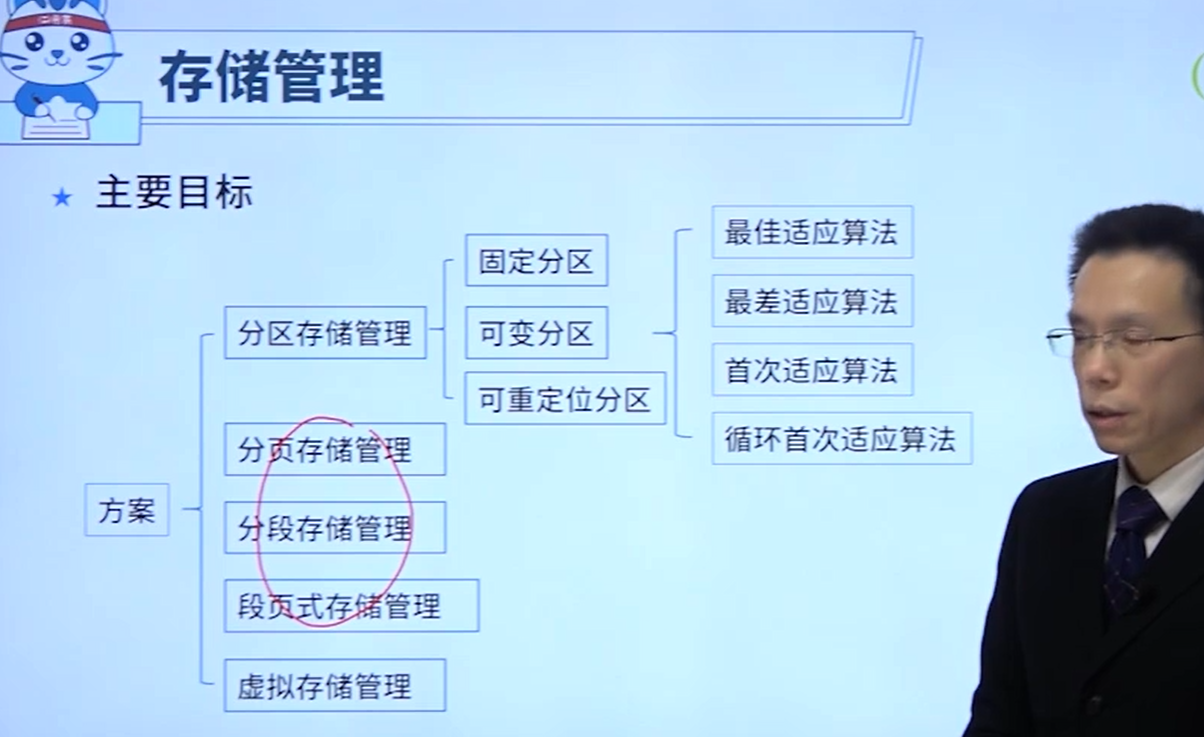 存储管理
★ 主要目标
方案
分区存储管理
固定分区
可变分区
可重定位分区
最佳适应算法
最差适应算法
首次适应算法
循环首次适应算法
分页存储管理
分段存储管理
段页式存储管理
虚拟存储管理